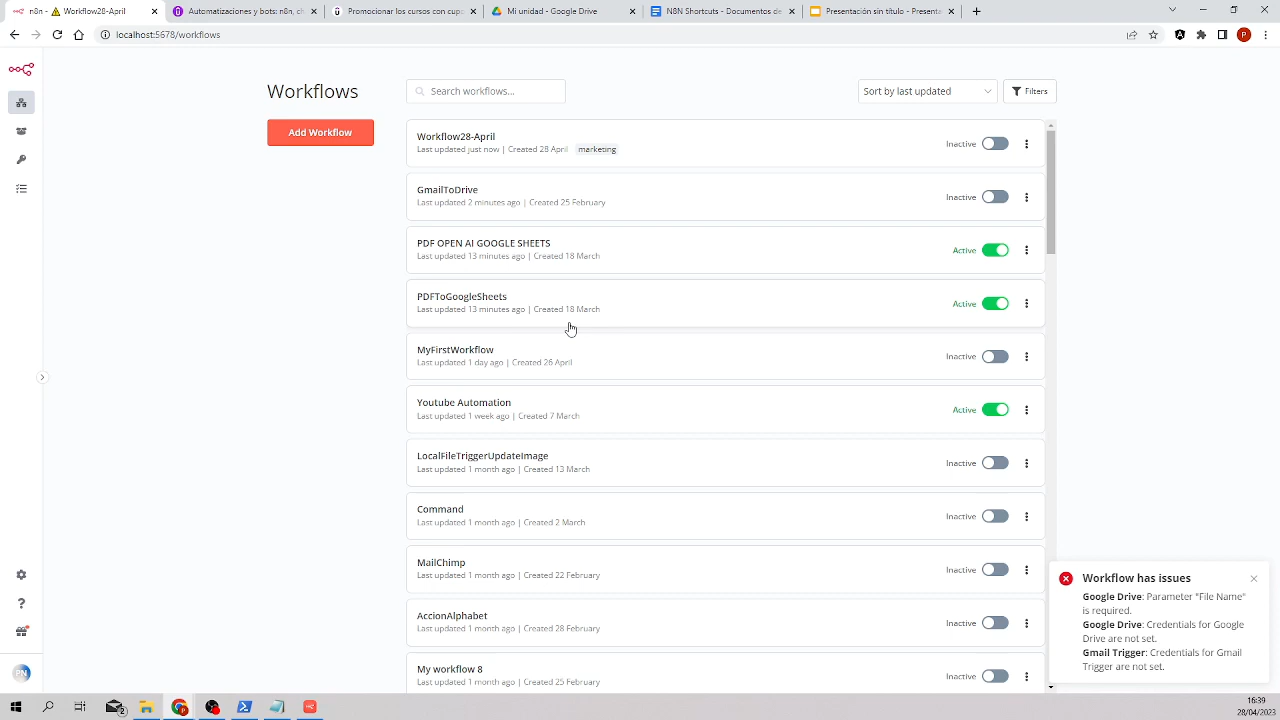 n8n - ⚠ Workflow28-April
Automatizaciones y bots: n8n, ch
Promocionar los cursos con cupo
Mi unidad - Google Drive
N8N Shortcuts - Documentos de
Presentación sin título - Presenta
localhost:5678/workflows
P
Workflows
Search workflows...
Sort by last updated
Filters
Add Workflow
Workflow28-April
Last updated just now | Created 28 April marketing
Inactive
GmailToDrive
Last updated 2 minutes ago | Created 25 February
Inactive
PDF OPEN AI GOOGLE SHEETS
Last updated 13 minutes ago | Created 18 March
Active
PDFToGoogleSheets
Last updated 13 minutes ago | Created 18 March
Active
MyFirstWorkflow
Last updated 1 day ago | Created 26 April
Inactive
Youtube Automation
Last updated 1 week ago | Created 7 March
Active
LocalFileTriggerUpdateImage
Last updated 1 month ago | Created 13 March
Inactive
Command
Last updated 1 month ago | Created 2 March
Inactive
MailChimp
Last updated 1 month ago | Created 22 February
Inactive
AccionAlphabet
Last updated 1 month ago | Created 28 February
Inactive
My workflow 8
Last updated 1 month ago | Created 25 February
Inactive
Workflow has issues
Google Drive: Parameter "File Name"
is required.
Google Drive: Credentials for Google
Drive are not set.
Gmail Trigger: Credentials for Gmail
Trigger are not set.
PN
16:39
28/04/2023